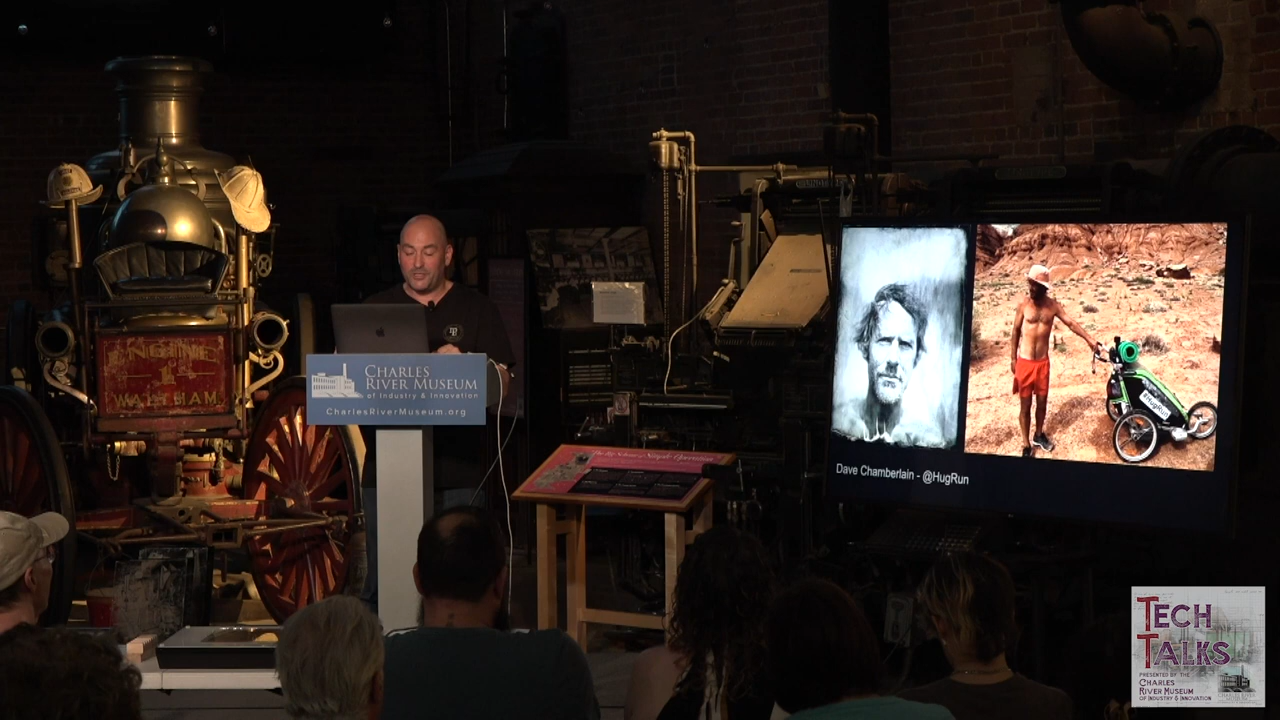 ENGINE
1
WALTHAM.
CHARLES
RIVER MUSEUM
of Industry & Innovation
CharlesRiverMuseum.org
#HugRun
Dave Chamberlain - @HugRun
TECH
TALKS
PRESENTED BY THE
CHARLES
RIVER MUSEUM
OF INDUSTRY & INNOVATION